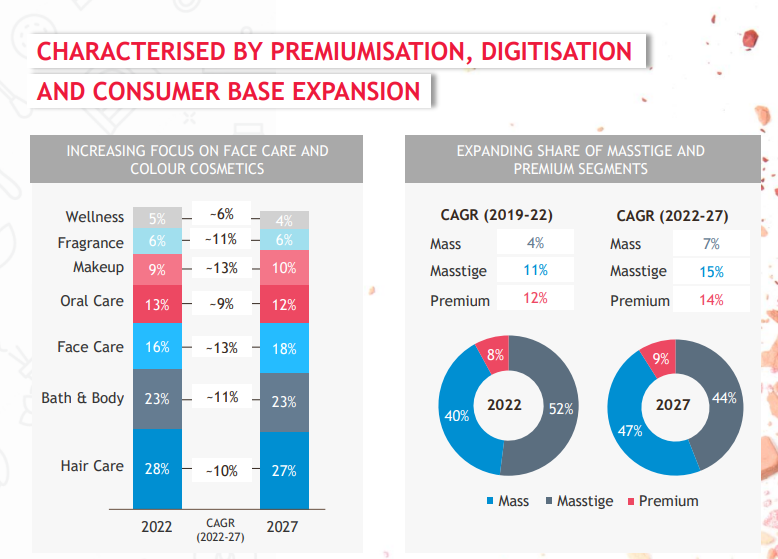 CHARACTERISED BY PREMIUMISATION, DIGITISATION
AND CONSUMER BASE EXPANSION
INCREASING FOCUS ON FACE CARE AND
COLOUR COSMETICS
Wellness 5% ~6% 4%
Fragrance 6% ~11% 6%
Makeup 9% ~13% 10%
Oral Care 13% ~9% 12%
Face Care 16% ~13% 18%
Bath & Body 23% ~11% 23%
Hair Care 28% ~10% 27%
2022 CAGR 2027
(2022-27)
EXPANDING SHARE OF MASSTIGE AND
PREMIUM SEGMENTS
CAGR (2019-22)
Mass 4%
Masstige 11%
Premium 12%
CAGR (2022-27)
Mass 7%
Masstige 15%
Premium 14%
8%
40% 2022 52%
9%
44%
2027
47%
Mass Masstige Premium